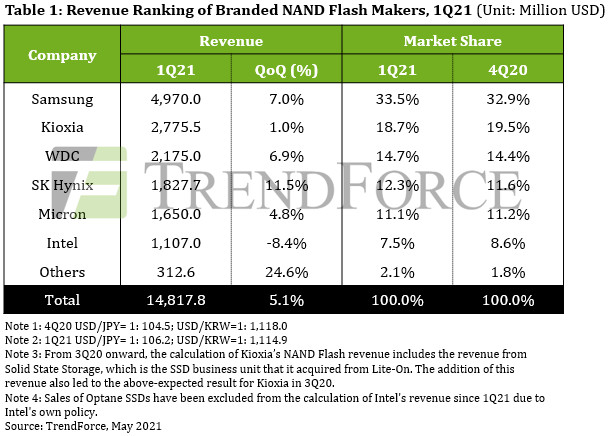 Table 1: Revenue Ranking of Branded NAND Flash Makers, 1Q21 (Unit: Million USD)
Company Revenue Market Share
1Q21 QoQ (%) 1Q21 4Q20
Samsung 4,970.0 7.0% 33.5% 32.9%
Kioxia 2,775.5 1.0% 18.7% 19.5%
WDC 2,175.0 6.9% 14.7% 14.4%
TRENDFORCE
SK Hynix 1,827.7 11.5% 12.3% 11.6%
Micron 1,650.0 4.8% 11.1% 11.2%
Intel 1,107.0 -8.4% 7.5% 8.6%
Others 312.6 24.6% 2.1% 1.8%
Total 14,817.8 5.1% 100.0% 100.0%
Note 1: 4Q20 USD/JPY= 1: 104.5; USD/KRW=1: 1,118.0
Note 2: 1Q21 USD/JPY= 1: 106.2; USD/KRW=1: 1,114.9
Note 3: From 3Q20 onward, the calculation of Kioxia's NAND Flash revenue includes the revenue from
Solid State Storage, which is the SSD business unit that it acquired from Lite-On. The addition of
this revenue also led to the above-expected result for Kioxia in 3Q20.
Note 4: Sales of Optane SSDs have been excluded from the calculation of Intel's revenue since 1Q21 due to
Intel's own policy.
Source: TrendForce, May 2021